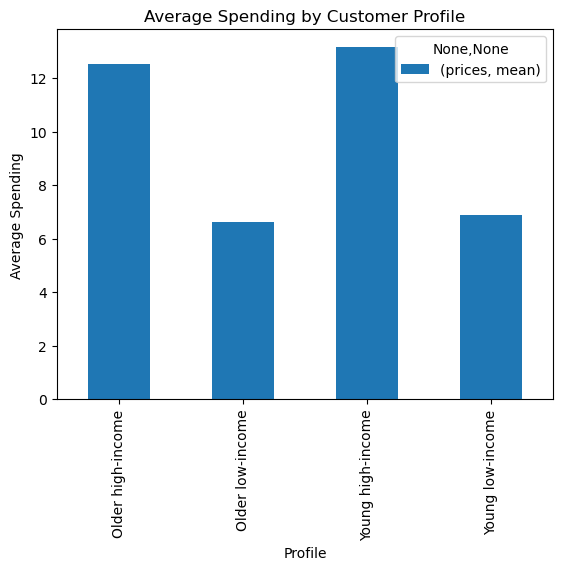 Average Spending by Customer Profile
None,None
(prices, mean)
Average Spending
12
10
8
6
4
2
0
Older high-income
Older low-income
Young high-income
Young low-income
Profile